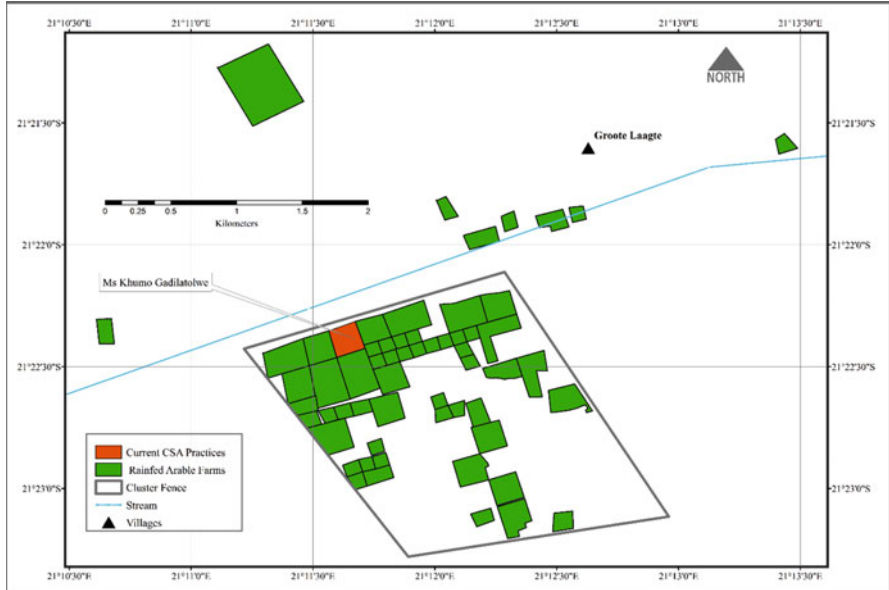 21°10'30"E 21°11'0"E 21°11'30"E 21°12'0"E 21°12'30"E 21°13'0"E 21°13'30"E
NORTH
21°21'30"S 21°21'30"S
Groote Laagte
0 0.25 0.5 1 1.5 2
Kilometers
21°22'0"S 21°22'0"S
Ms Khumo Gadilatolwe
21°22'30"S 21°22'30"S
Current CSA Practices
Rainfed Arable Farms
Cluster Fence
Stream
Villages
21°23'0"S 21°23'0"S
21°10'30"E 21°11'0"E 21°11'30"E 21°12'0"E 21°12'30"E 21°13'0"E 21°13'30"E